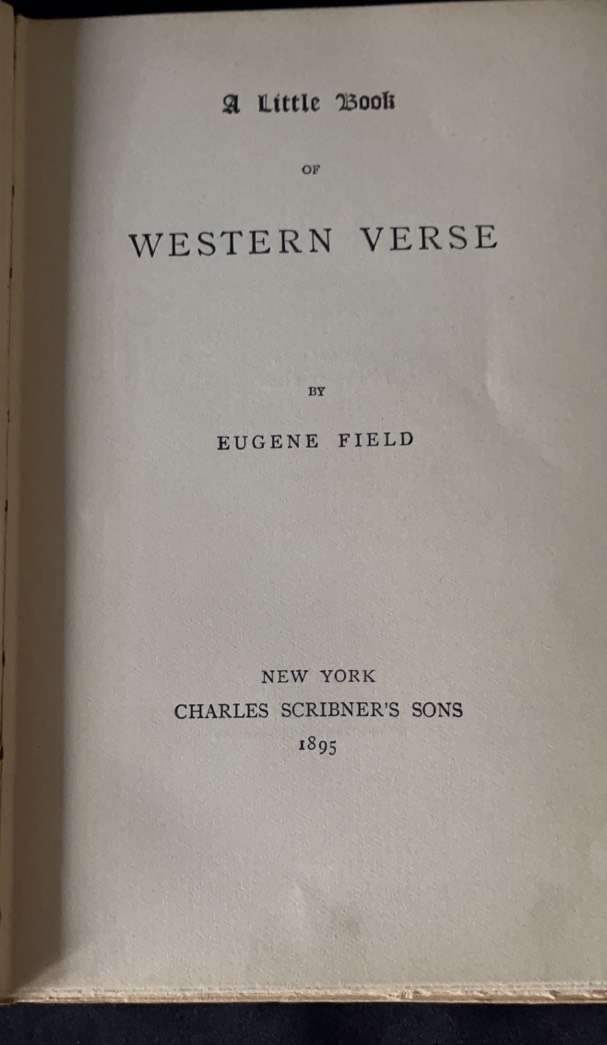 A Little Book
OF
WESTERN VERSE
BY
EUGENE FIELD
NEW YORK
CHARLES SCRIBNER'S SONS
1895